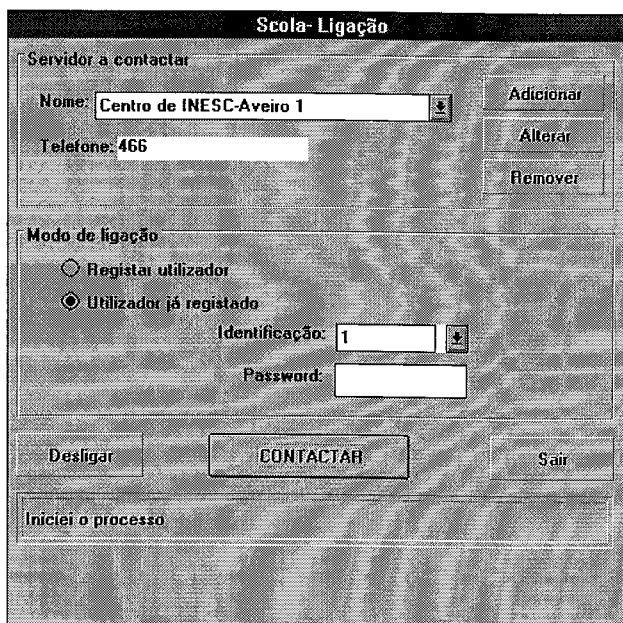 Scola- Ligação
Servidor a contactar
Nome: Centro de INESC-Aveiro 1
Adicionar
Telefone: 466
Alterar
Remover
Modo de ligação
Registar utilizador
Utilizador já registado
Identificação: 1
Password:
Desligar
CONTACTAR
Sair
Iniciei o processo